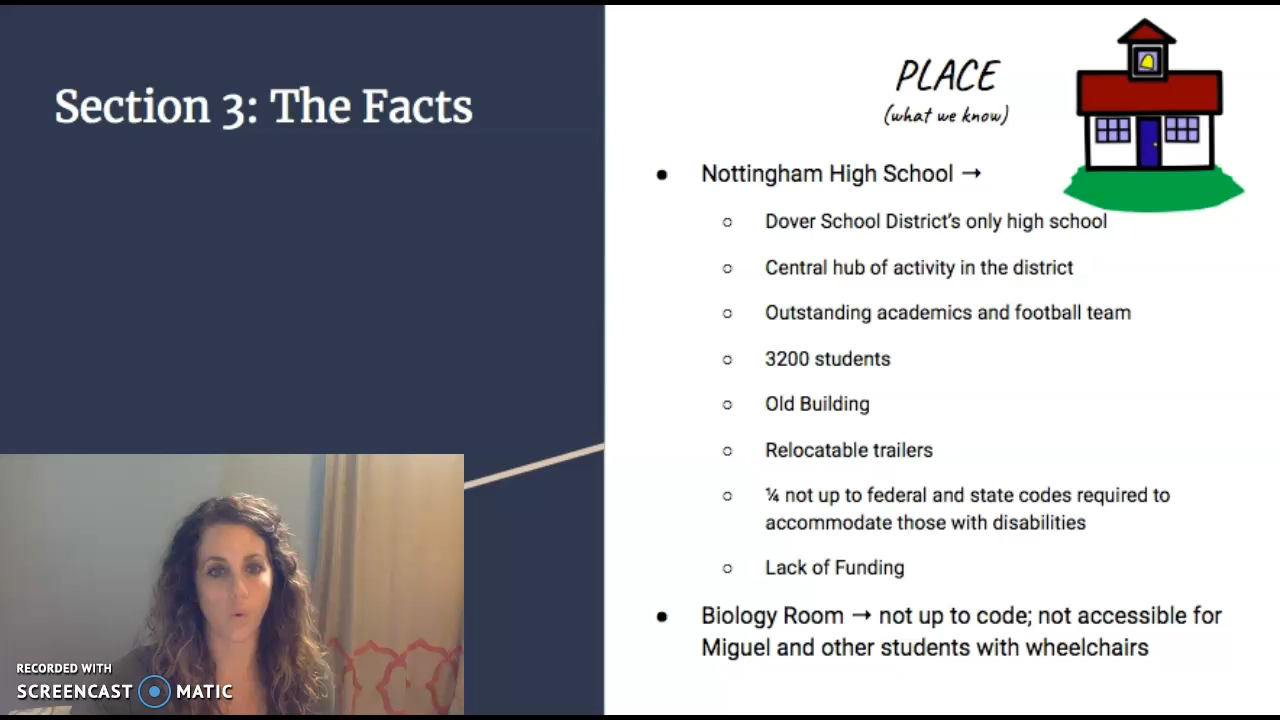 Section 3: The Facts
PLACE
(what we know)
● Nottingham High School →
○ Dover School District's only high school
○ Central hub of activity in the district
○ Outstanding academics and football team
○ 3200 students
○ Old Building
○ Relocatable trailers
○ ¼ not up to federal and state codes required to
accommodate those with disabilities
○ Lack of Funding
● Biology Room → not up to code; not accessible for
Miguel and other students with wheelchairs
RECORDED WITH
SCREENCAST MATIC